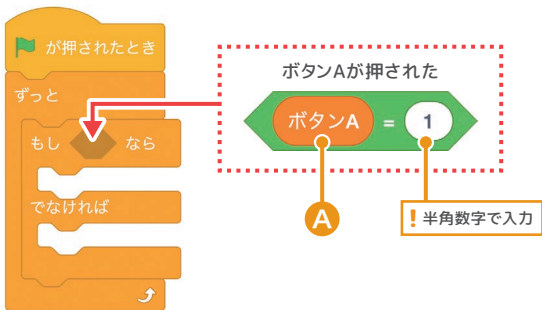 が押されたとき
ずっと
もし なら
でなければ
ボタンAが押された
ボタンA = 1
A
! 半角数字で入力